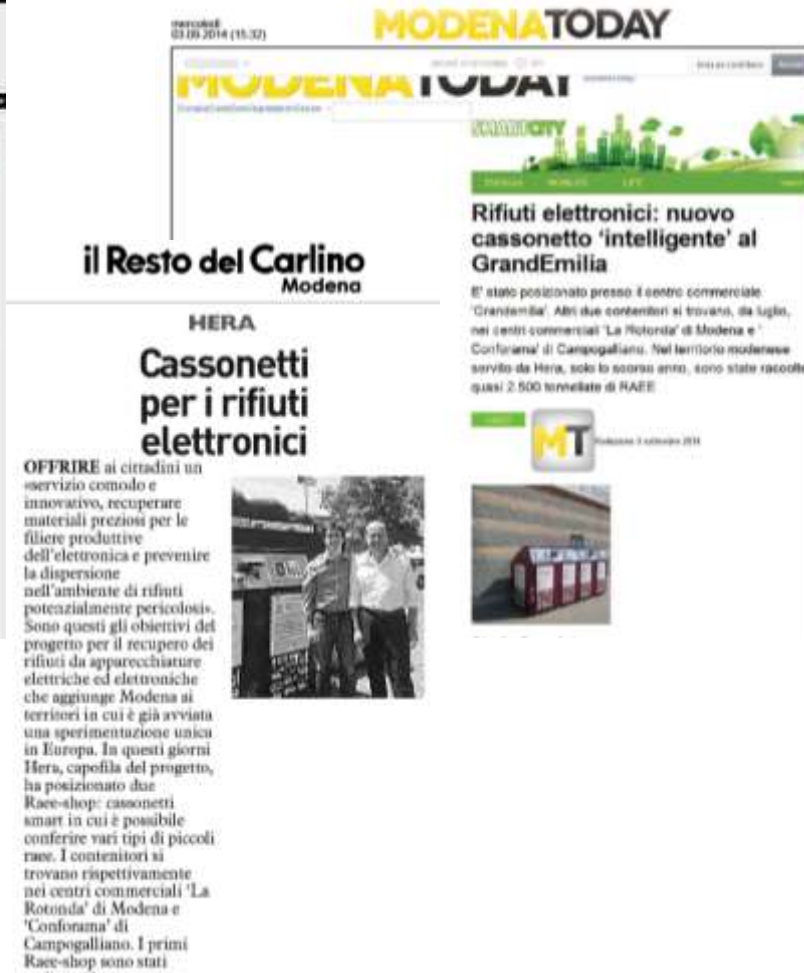 mercoledì
03.09.2014 (15:32)
MODENATODAY
MODENATODAY
SMARTCITY
Rifiuti elettronici: nuovo
cassonetto ‘intelligente’ al
GrandEmilia
E' stato posizionato presso il centro commerciale
'Grandemilia'. Altri due contenitori si trovano, da luglio,
nei centri commerciali 'La Rotonda' di Modena e '
Conforama' di Campogalliano. Nel territorio modenese
servito da Hera, solo lo scorso anno, sono state raccolte
quasi 2.500 tonnellate di RAEE
MT
Redazione 3 settembre 2014
il Resto del Carlino
Modena
HERA
Cassonetti
per i rifiuti
elettronici
OFFRIRE ai cittadini un
«servizio comodo e
innovativo, recuperare
materiali preziosi per le
filiere produttive
dell'elettronica e prevenire
la dispersione
nell'ambiente di rifiuti
potenzialmente pericolosi».
Sono questi gli obiettivi del
progetto per il recupero dei
rifiuti da apparecchiature
elettriche ed elettroniche
che aggiunge Modena ai
territori in cui è già avviata
una sperimentazione unica
in Europa. In questi giorni
Hera, capofila del progetto,
ha posizionato due
Raee-shop: cassonetti
smart in cui è possibile
conferire vari tipi di piccoli
raee. I contenitori si
trovano rispettivamente
nei centri commerciali 'La
Rotonda' di Modena e
'Conforama' di
Campogalliano. I primi
Raee-shop sono stati